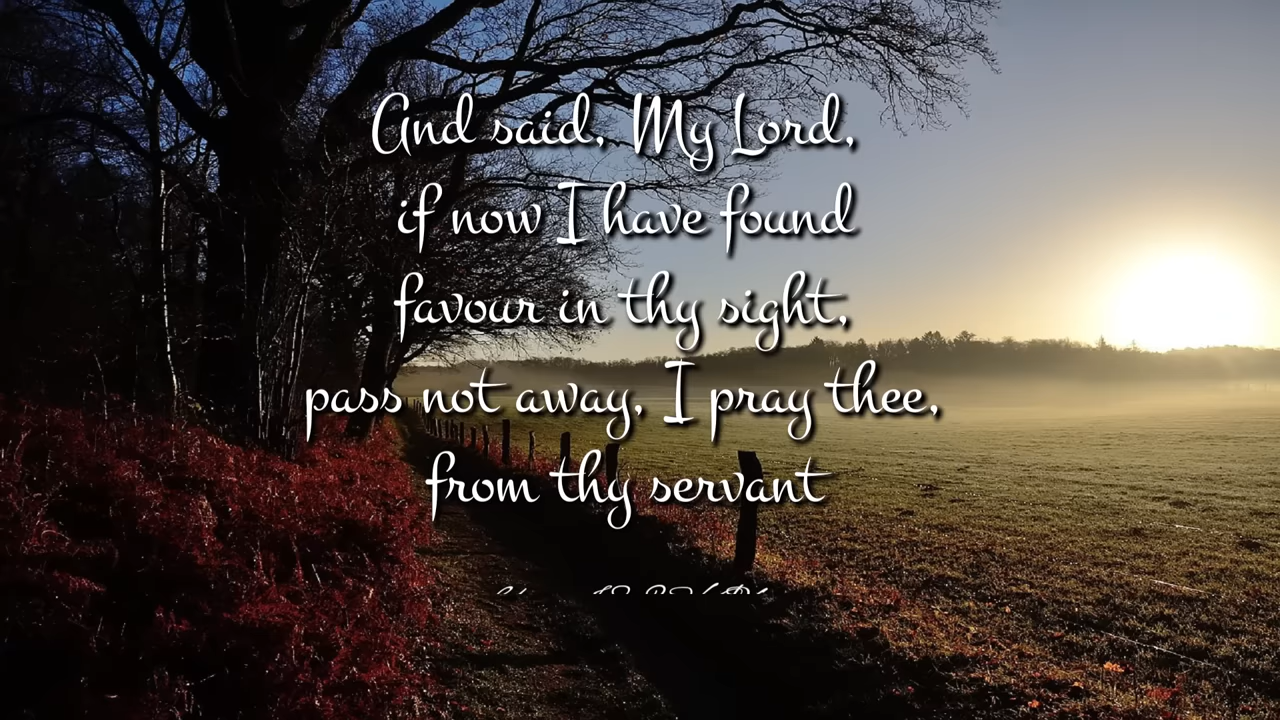 And said, My Lord,
if now I have found
favour in thy sight,
pass not away, I pray thee,
from thy servant